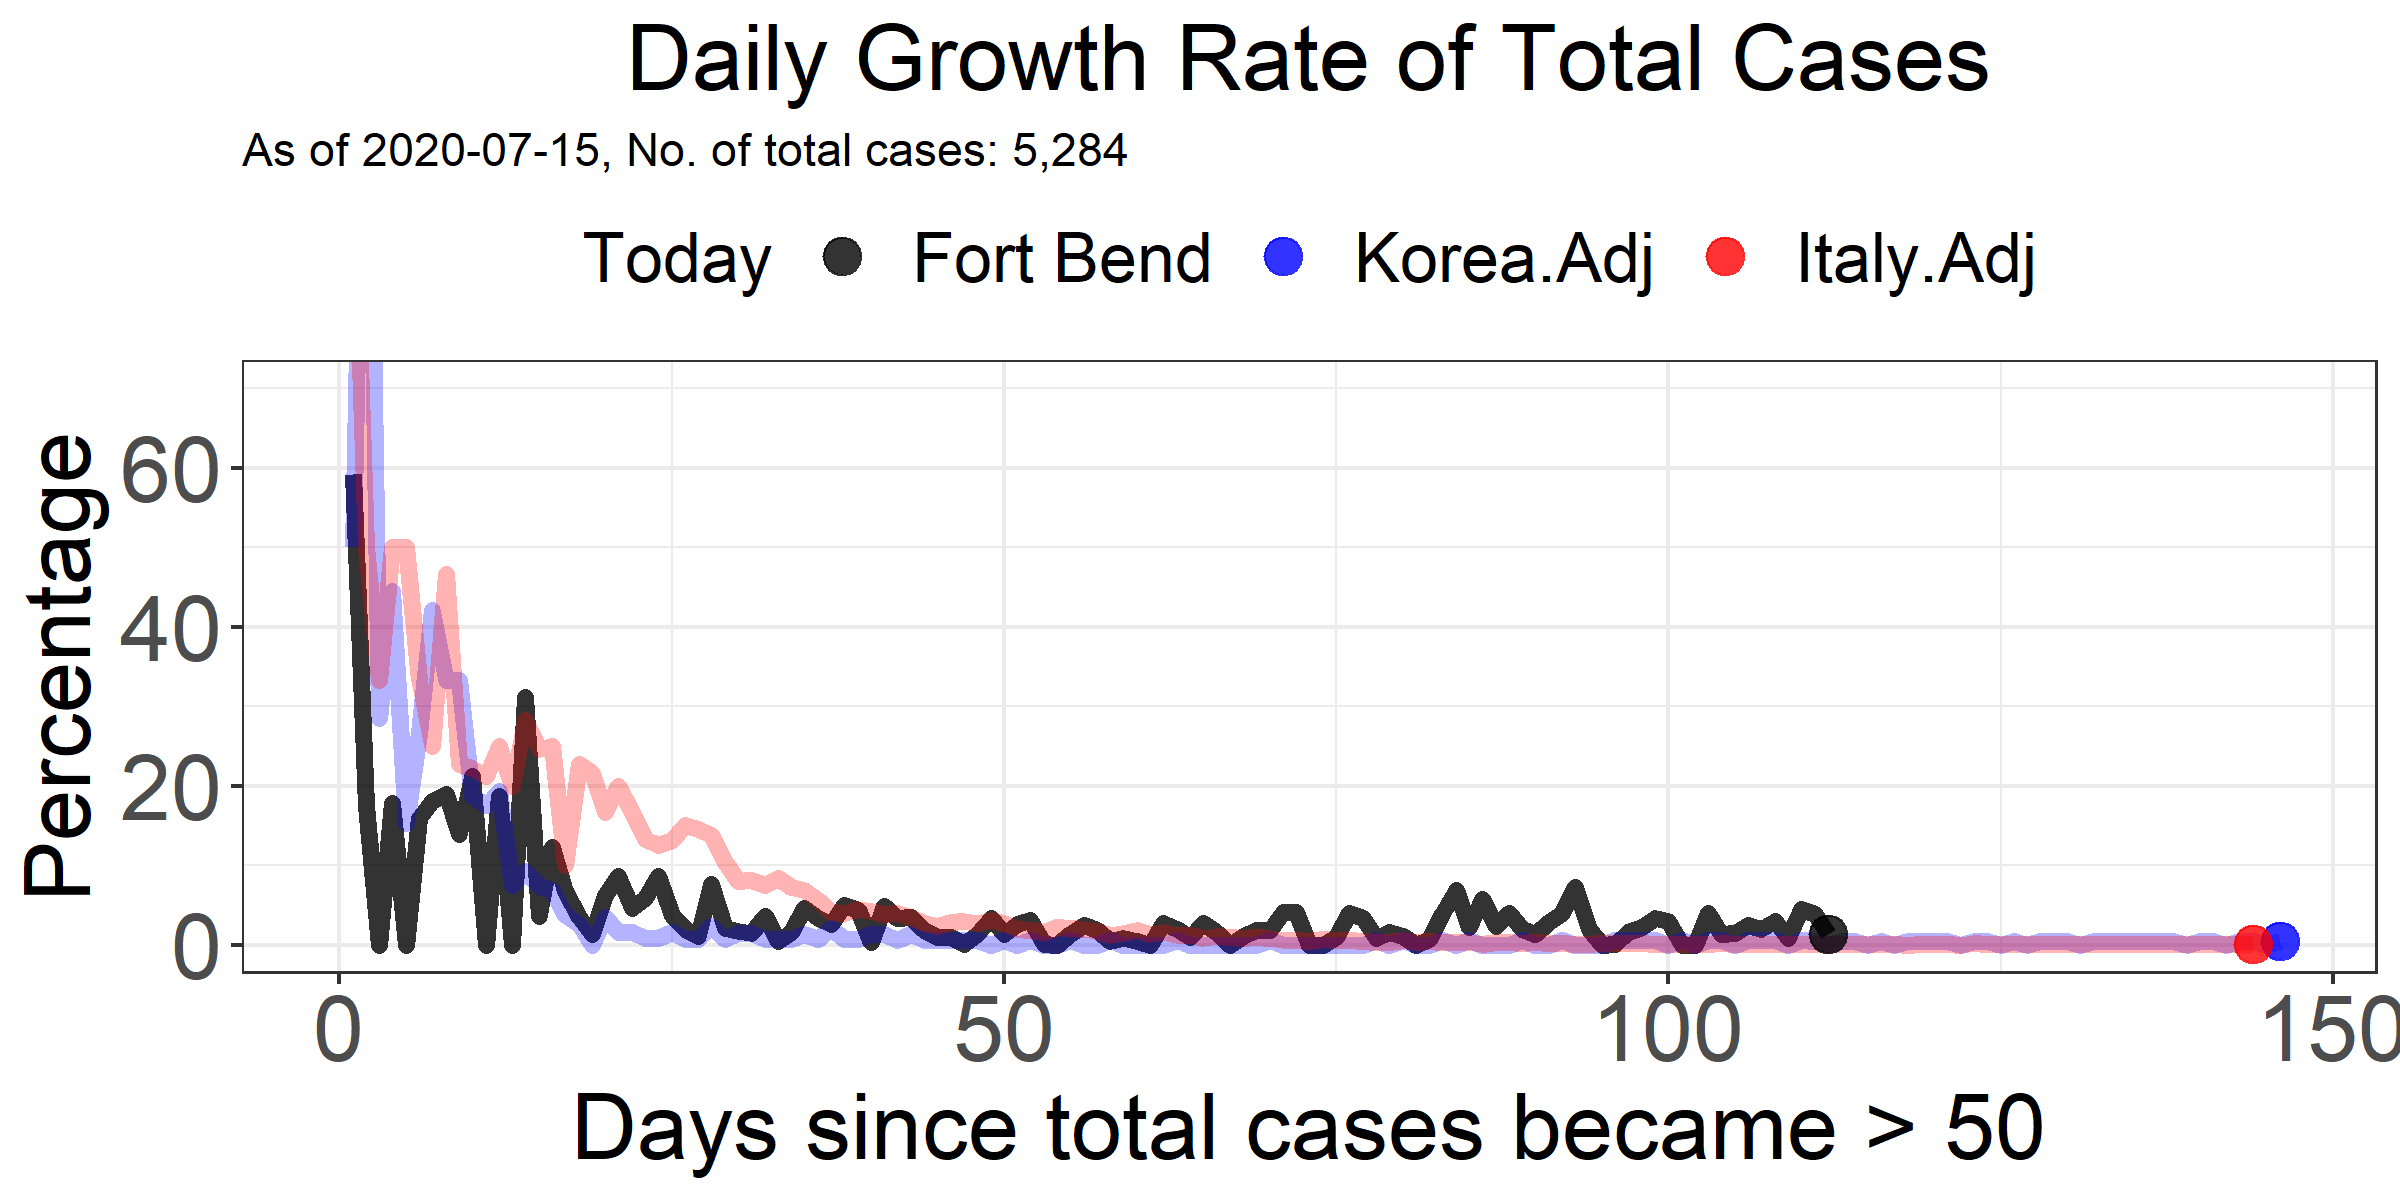 Daily Growth Rate of Total Cases
As of 2020-07-15, No. of total cases: 5,284
Today Fort Bend Korea.Adj Italy.Adj
Percentage
60
40
20
0
0 50 100 150
Days since total cases became > 50